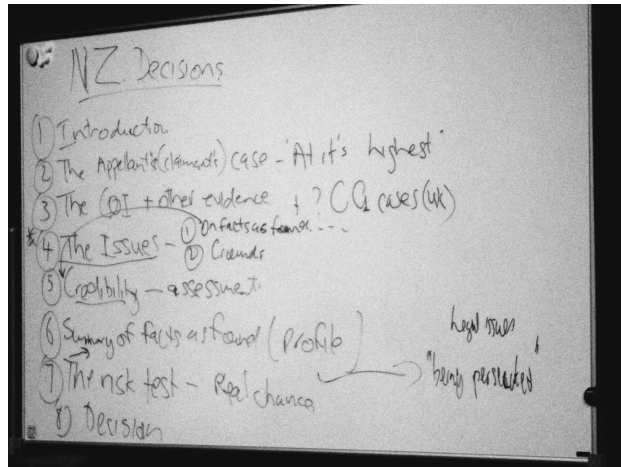 NZ. Decisions
① Introduction
② The Appellant's (claimant's) case - "At it's highest"
③ The COI + other evidence + ? CG cases (UK)
④ The Issues - ① On facts as found....
② Grounds
⑤ Credibility - assessment
⑥ Summary of facts as found (profile)
⑦ The risk test - Real chance
8) Decision
Legal issues
"being persecuted"